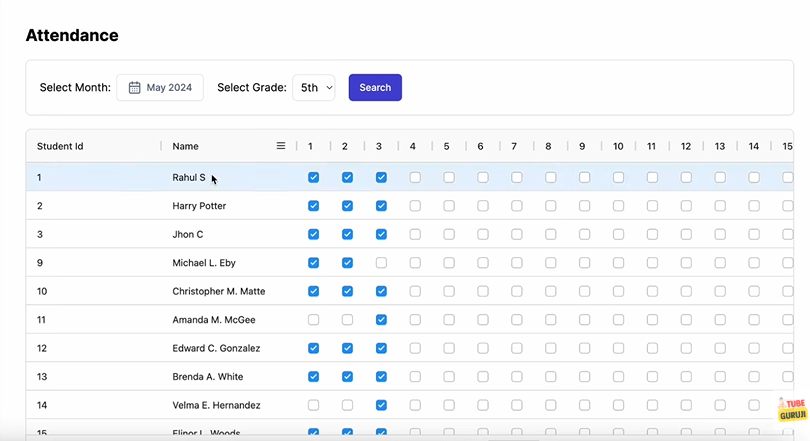 Attendance
Select Month: May 2024 Select Grade: 5th Search
Student Id Name 1 2 3 4 5 6 7 8 9 10 11 12 13 14 15
1 Rahul S
2 Harry Potter
3 Jhon C
9 Michael L. Eby
10 Christopher M. Matte
11 Amanda M. McGee
12 Edward C. Gonzalez
13 Brenda A. White
14 Velma E. Hernandez
15 Elinor L. Woods
TUBE
GURUJI